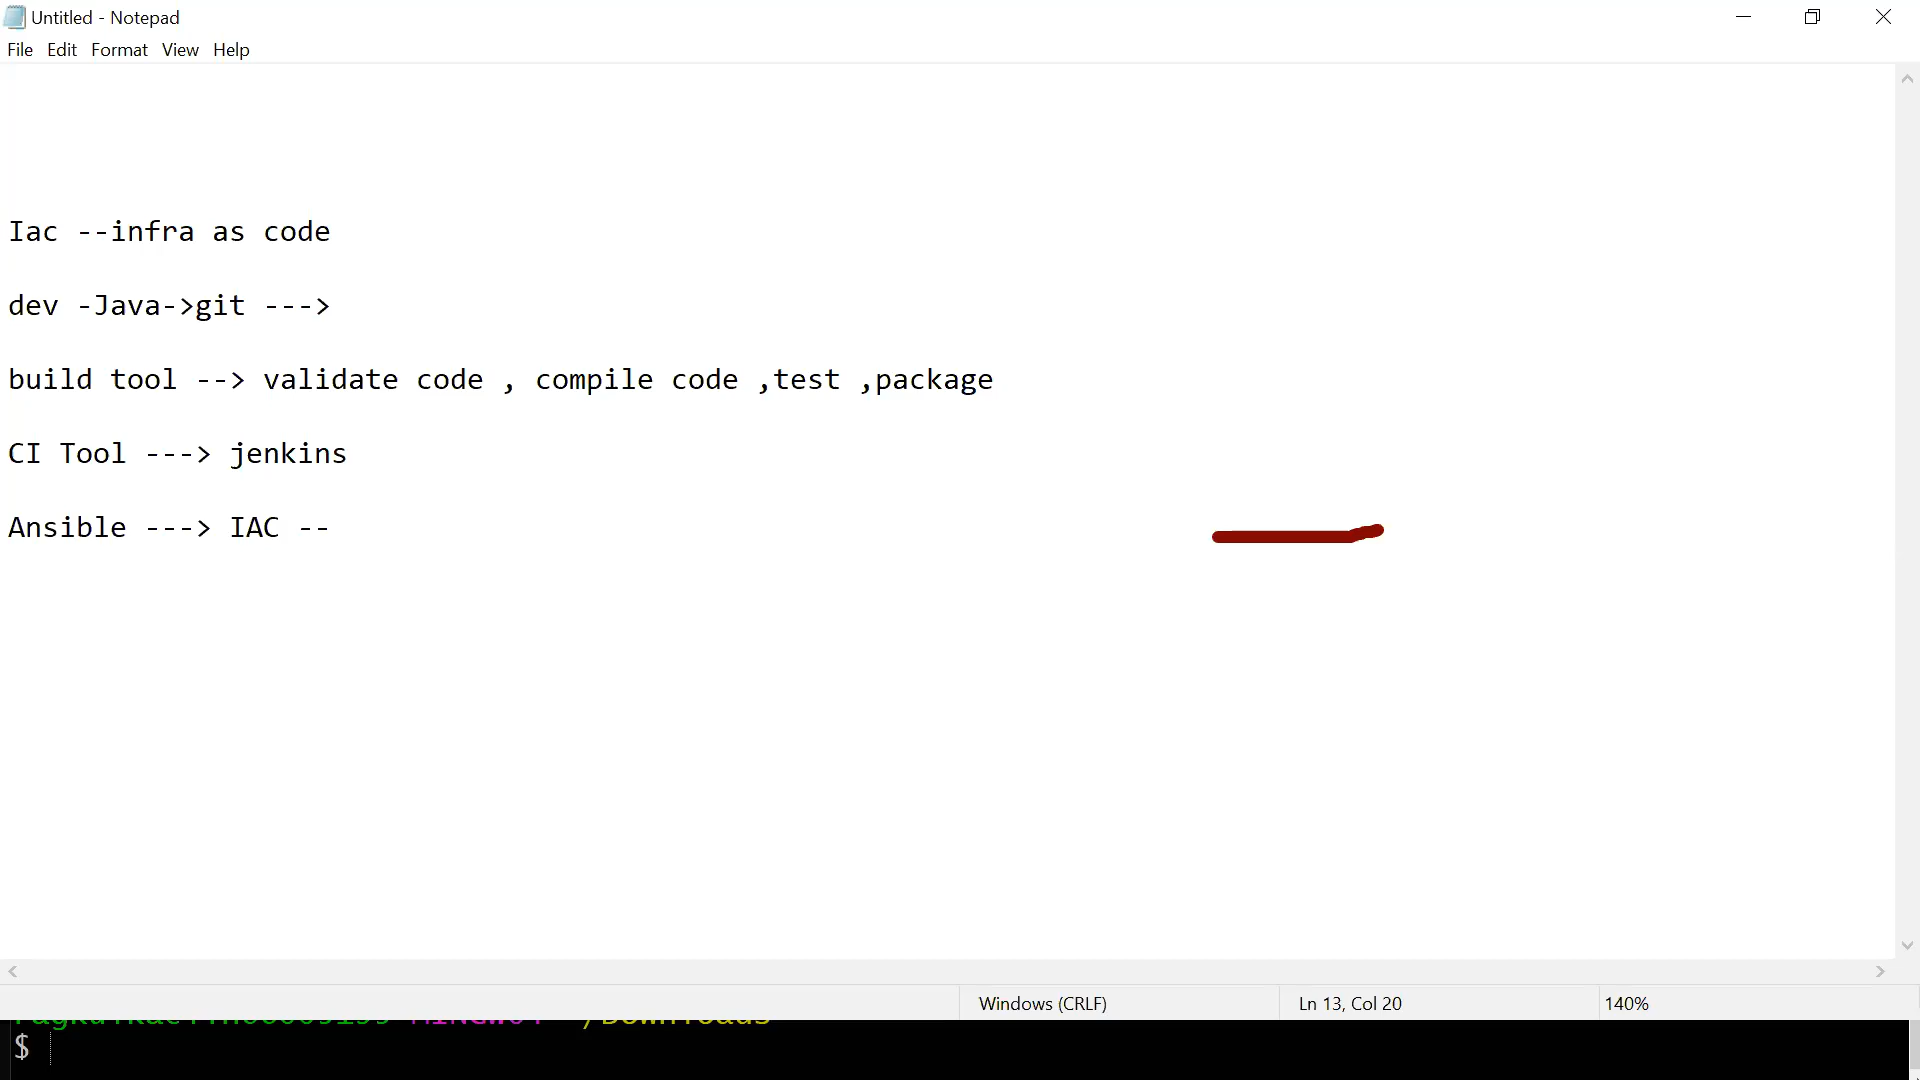 Untitled - Notepad
File Edit Format View Help
Iac --infra as code
dev -Java->git --->
build tool --> validate code , compile code ,test ,package
CI Tool ---> jenkins
Ansible ---> IAC --
Windows (CRLF) Ln 13, Col 20 140%
$